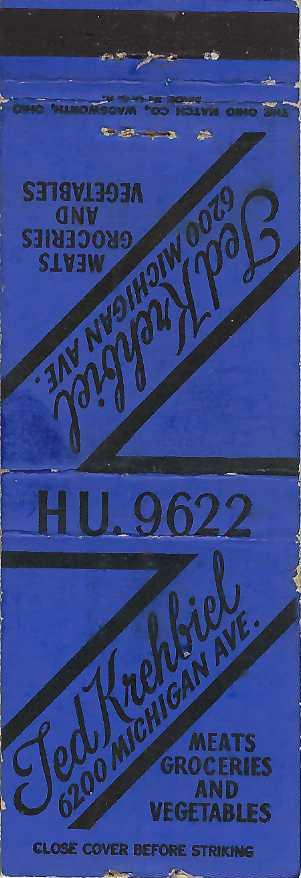 THE OHIO MATCH CO., WADSWORTH, OHIO
MADE IN U.S.A.
MEATS
GROCERIES
AND
VEGETABLES
Ted Krehbiel
6200 MICHIGAN AVE.
HU. 9622
Ted Krehbiel
6200 MICHIGAN AVE.
MEATS
GROCERIES
AND
VEGETABLES
CLOSE COVER BEFORE STRIKING